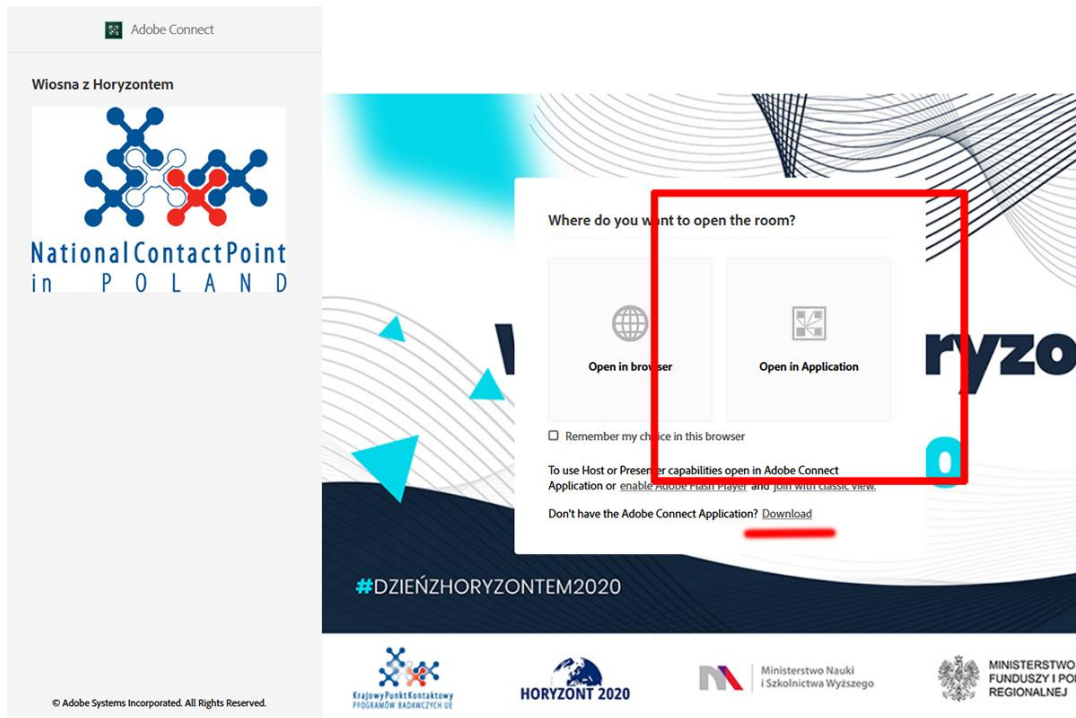 Adobe Connect
Wiosna z Horyzontem
National Contact Point
in POLAND
© Adobe Systems Incorporated. All Rights Reserved.
Where do you want to open the room?
Open in browser
Open in Application
Remember my choice in this browser
To use Host or Presenter capabilities open in Adobe Connect
Application or enable Adobe Flash Player and join with classic view.
Don't have the Adobe Connect Application? Download
ryzo
#DZIEŃZHORYZONTEM2020
Krajowy Punkt Kontaktowy
PROGRAMÓW BADAWCZYCH UE
HORYZONT 2020
Ministerstwo Nauki
i Szkolnictwa Wyższego
MINISTERSTWO
FUNDUSZY I POL
REGIONALNEJ